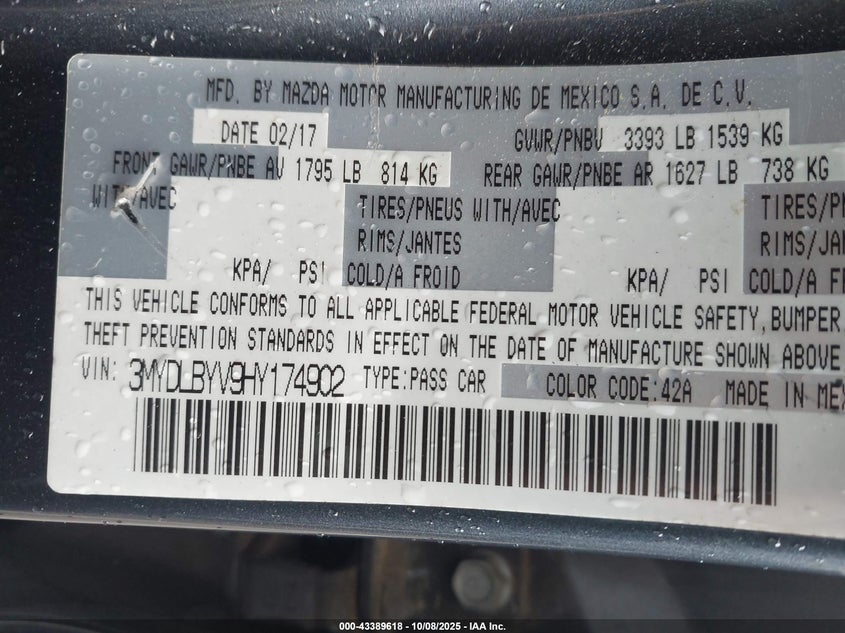 MFD. BY MAZDA MOTOR MANUFACTURING DE MEXICO S.A. DE C.V.
DATE 02/17 GVWR/PNBV 3393 LB 1539 KG
FRONT GAWR/PNBE AV 1795 LB 814 KG REAR GAWR/PNBE AR 1627 LB 738 KG
WITH/AVEC TIRES/PNEUS WITH/AVEC TIRES/PN
RIMS/JANTES RIMS/JANTE
KPA/ PSI COLD/A FROID KPA/ PSI COLD/A FR
THIS VEHICLE CONFORMS TO ALL APPLICABLE FEDERAL MOTOR VEHICLE SAFETY, BUMPER,
THEFT PREVENTION STANDARDS IN EFFECT ON THE DATE OF MANUFACTURE SHOWN ABOVE
VIN: 3MYDLBYV9HY174902 TYPE:PASS CAR COLOR CODE:42A MADE IN MEX
000-43389618 - 10/08/2025 - IAA Inc.